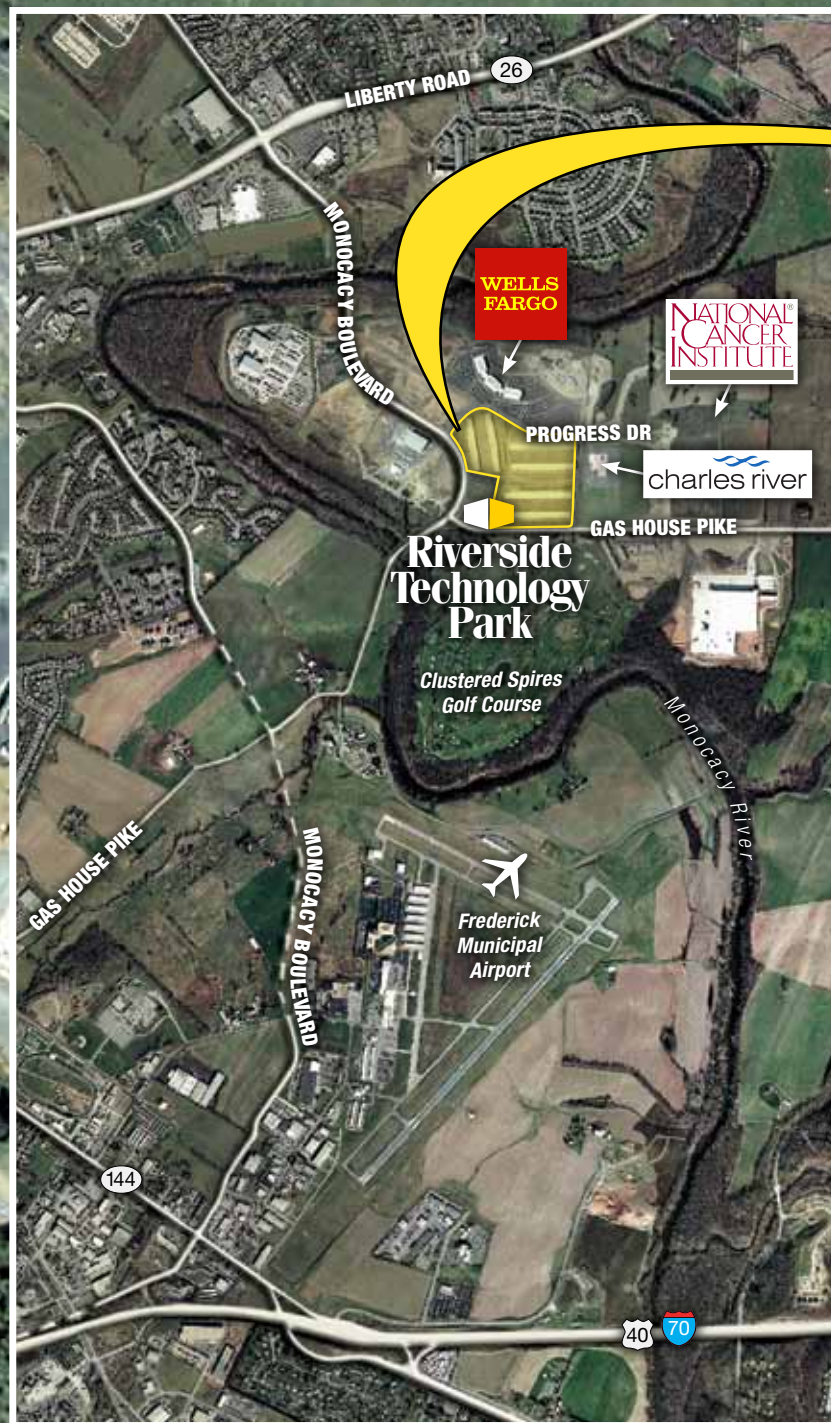 LIBERTY ROAD
26
MONOCACY BOULEVARD
WELLS
FARGO
NATIONAL®
CANCER
INSTITUTE
PROGRESS DR
charles river
GAS HOUSE PIKE
Riverside
Technology
Park
Clustered Spires
Golf Course
Monocacy River
GAS HOUSE PIKE
MONOCACY BOULEVARD
Frederick
Municipal
Airport
144
40
70